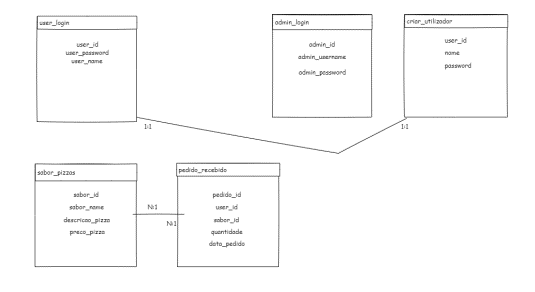 user_login
user_id
user_password
user_name
admin_login
admin_id
admin_username
admin_password
criar_utilizador
user_id
nome
password
1:1
1:1
sabor_pizzas
sabor_id
sabor_name
descricao_pizza
preco_pizza
N:1
N:1
pedido_recebido
pedido_id
user_id
sabor_id
quantidade
data_pedido